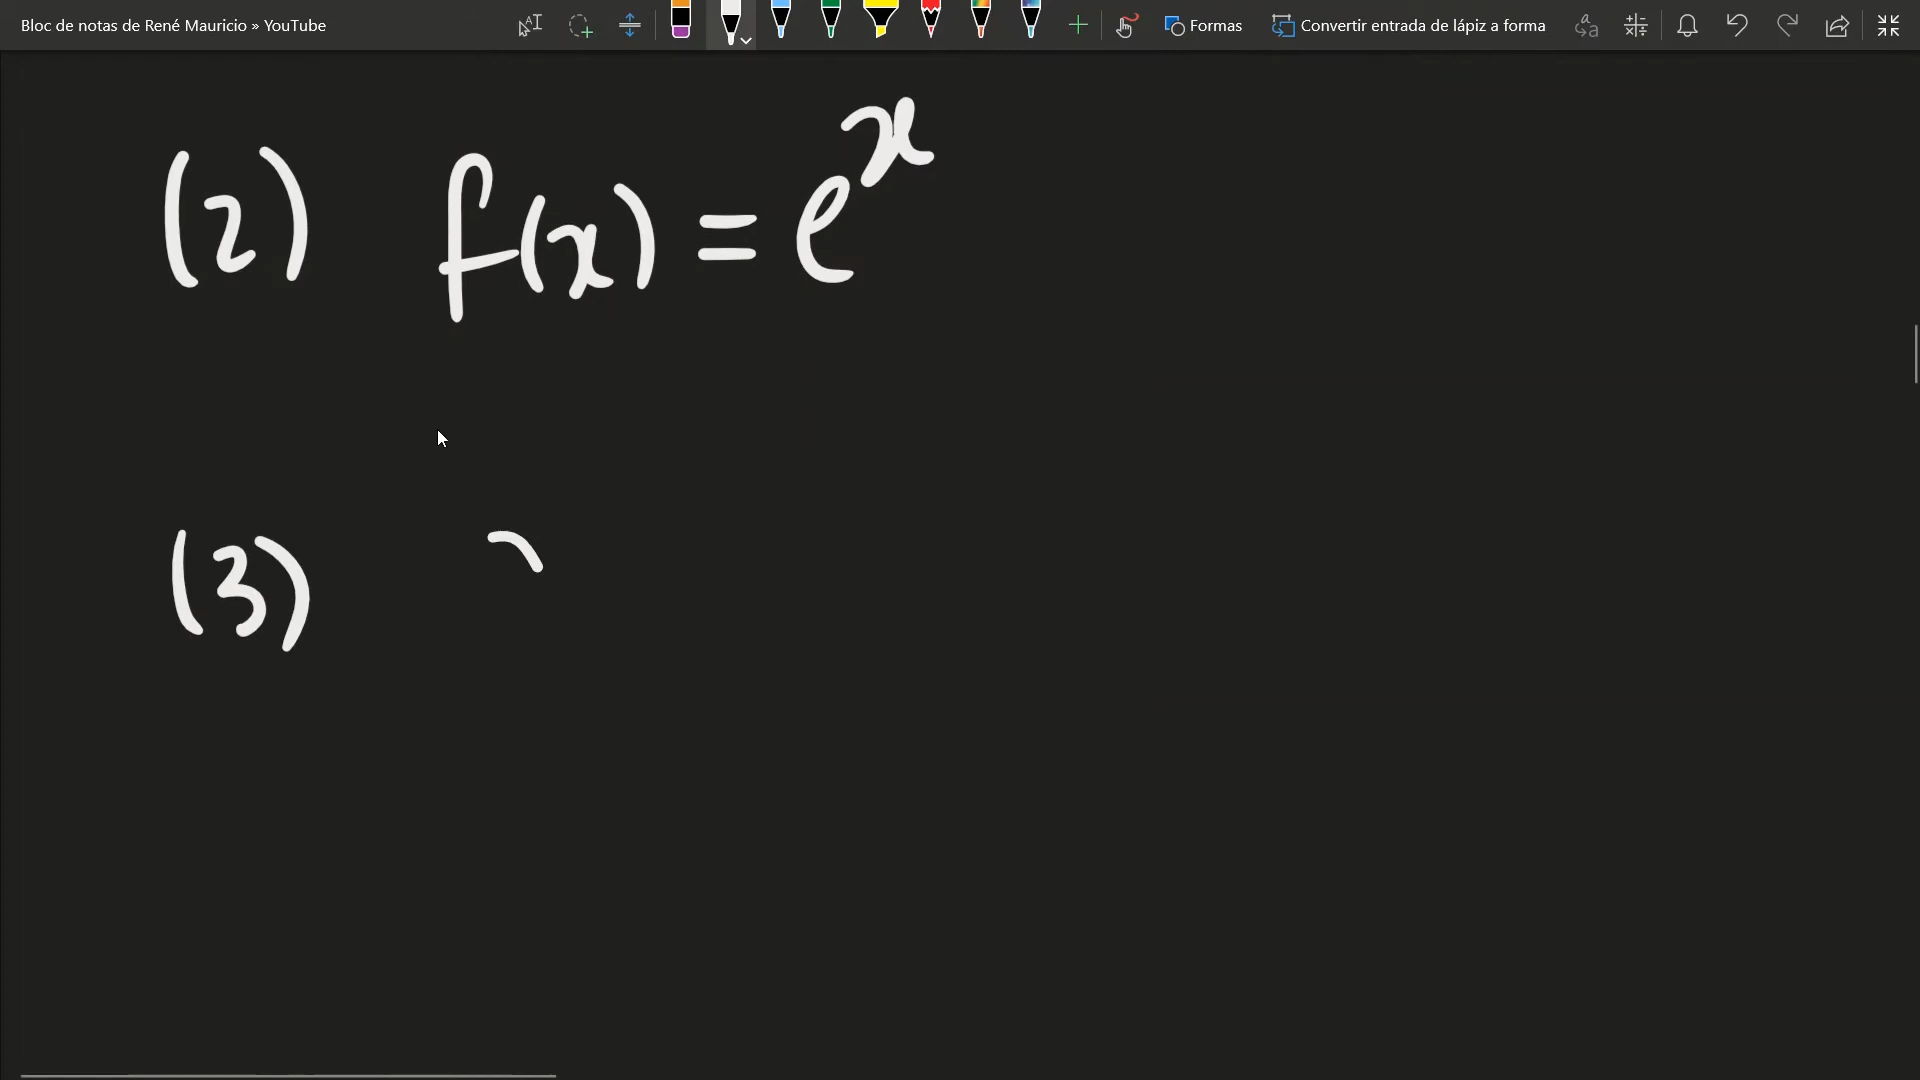 Bloc de notas de René Mauricio » YouTube
Formas
Convertir entrada de lápiz a forma
(2) f(x) = e^x
(3)